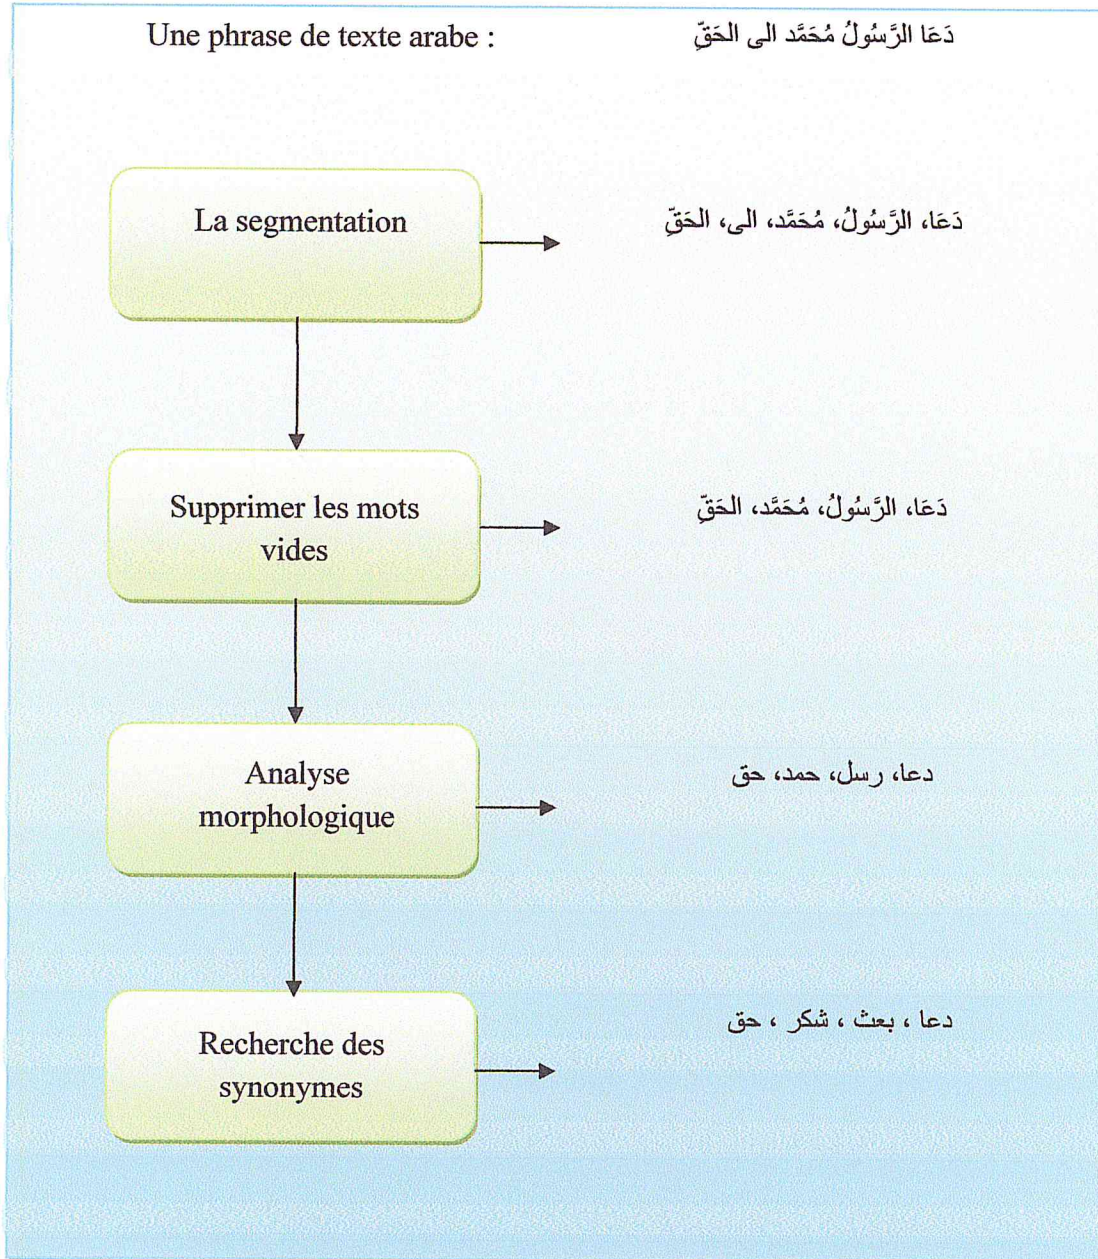 Une phrase de texte arabe : دَعَا الرَّسُولُ مُحَمَّد الى الحَقِّ
La segmentation
دَعَا، الرَّسُولُ، مُحَمَّد، الى، الحَقِّ
Supprimer les mots
vides
دَعَا، الرَّسُولُ، مُحَمَّد، الحَقِّ
Analyse
morphologique
دعا، رسل، حمد، حق
Recherche des
synonymes
دعا ، بعث ، شكر ، حق